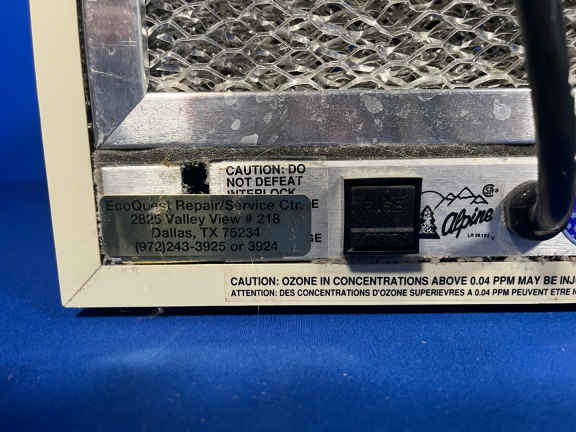 CAUTION: DO
NOT DEFEAT
INTERLOCK
EcoQuest Repair/Service Ctr.
2825 Valley View # 218
Dallas, TX 75234
(972)243-3925 or 3924
E
GE
FUSE
Alpine
CAUTION: OZONE IN CONCENTRATIONS ABOVE 0.04 PPM MAY BE INJ
ATTENTION: DES CONCENTRATIONS D'OZONE SUPERIEVRES A 0.04 PPM PEUVENT ETRE N